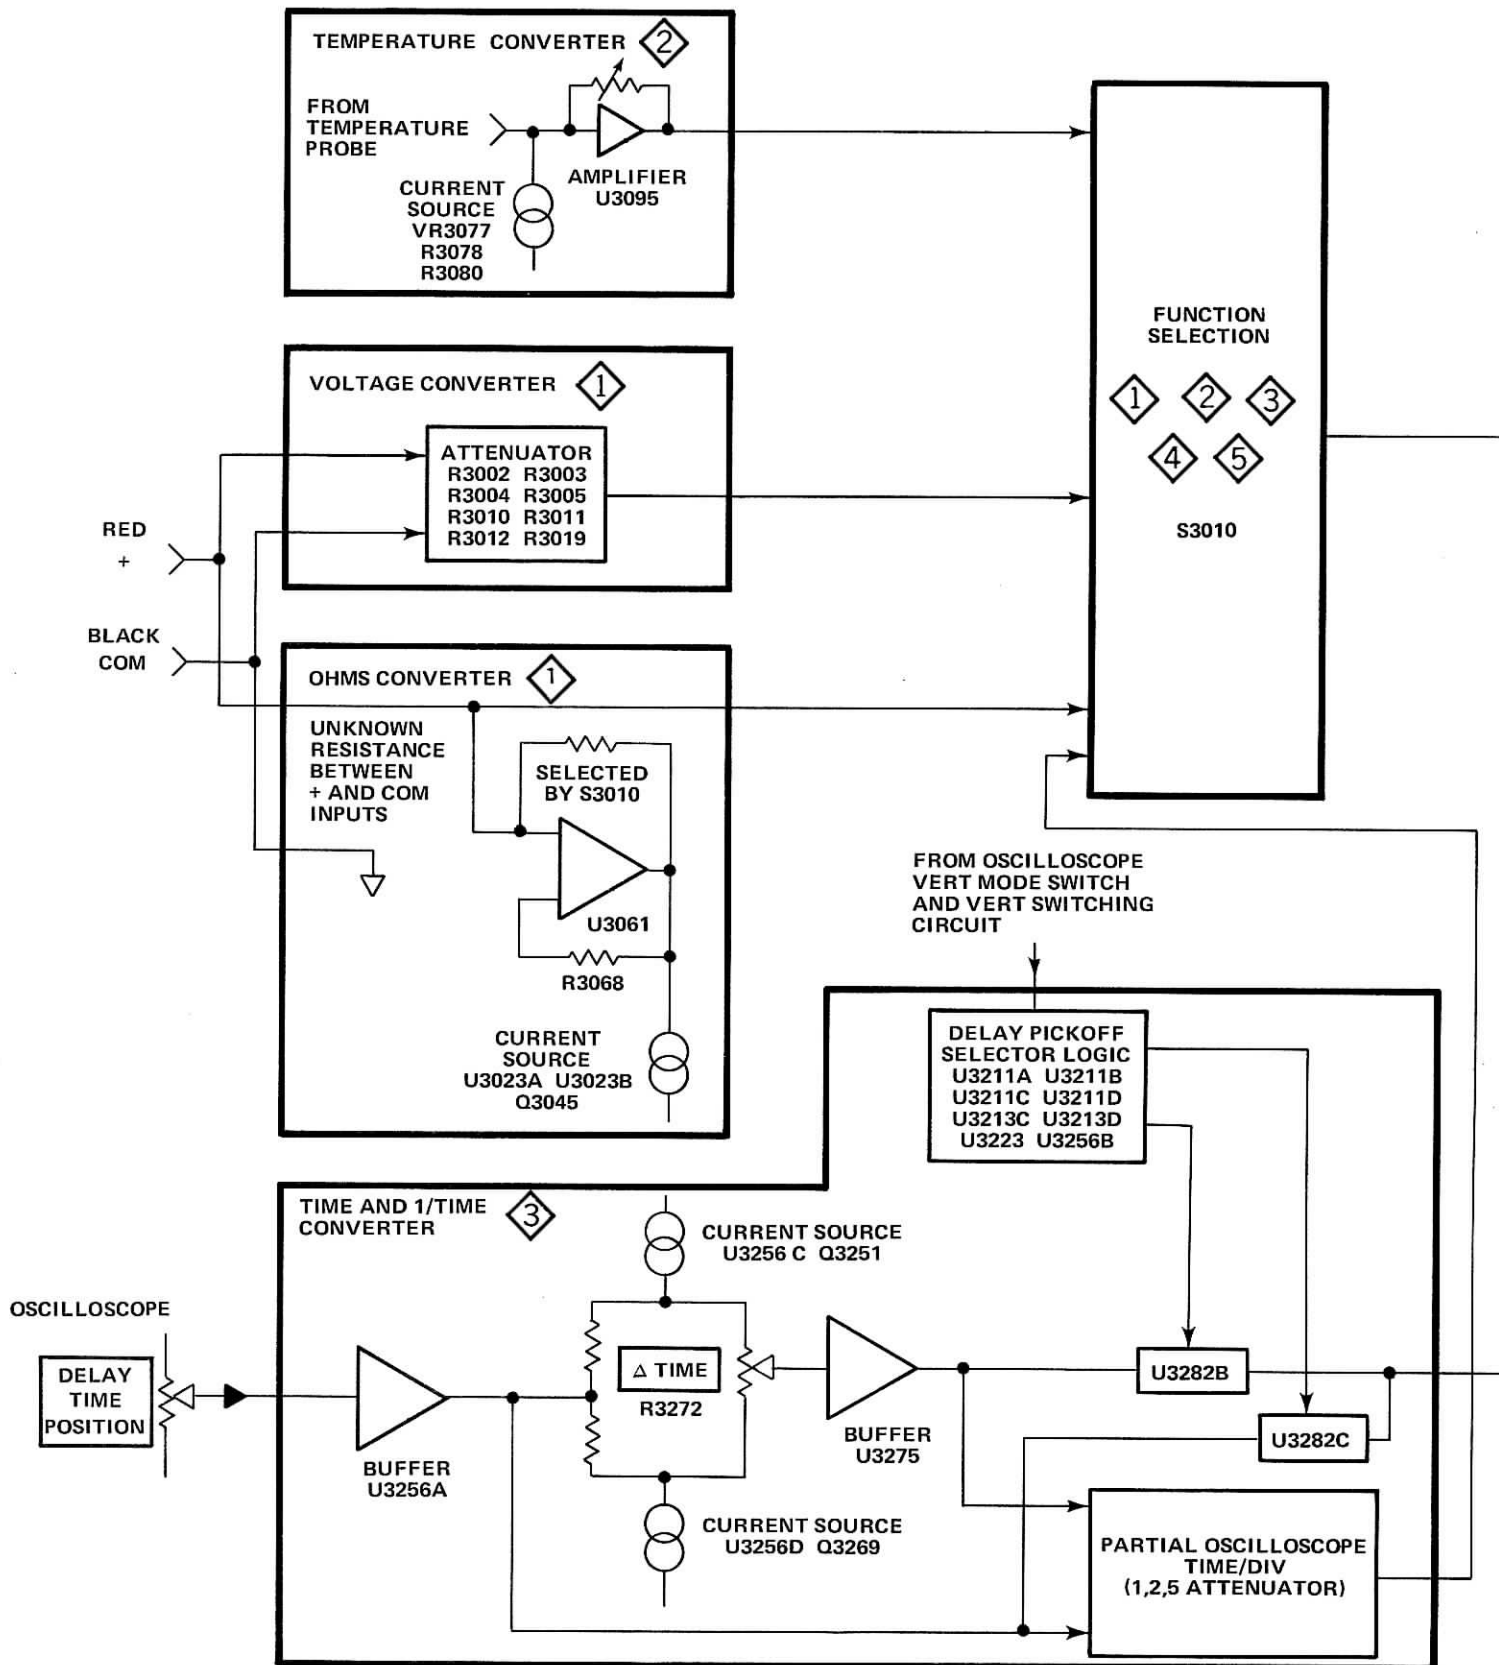 TEMPERATURE CONVERTER 2
FROM
TEMPERATURE
PROBE
AMPLIFIER
U3095
CURRENT
SOURCE
VR3077
R3078
R3080
FUNCTION
SELECTION
1 2 3
4 5
S3010
VOLTAGE CONVERTER 1
ATTENUATOR
R3002 R3003
R3004 R3005
R3010 R3011
R3012 R3019
RED
+
BLACK
COM
OHMS CONVERTER 1
UNKNOWN
RESISTANCE
BETWEEN
+ AND COM
INPUTS
SELECTED
BY S3010
U3061
R3068
CURRENT
SOURCE
U3023A U3023B
Q3045
FROM OSCILLOSCOPE
VERT MODE SWITCH
AND VERT SWITCHING
CIRCUIT
DELAY PICKOFF
SELECTOR LOGIC
U3211A U3211B
U3211C U3211D
U3213C U3213D
U3223 U3256B
TIME AND 1/TIME
CONVERTER 3
CURRENT SOURCE
U3256 C Q3251
OSCILLOSCOPE
DELAY
TIME
POSITION
BUFFER
U3256A
Δ TIME
R3272
BUFFER
U3275
U3282B
U3282C
CURRENT SOURCE
U3256D Q3269
PARTIAL OSCILLOSCOPE
TIME/DIV
(1,2,5 ATTENUATOR)